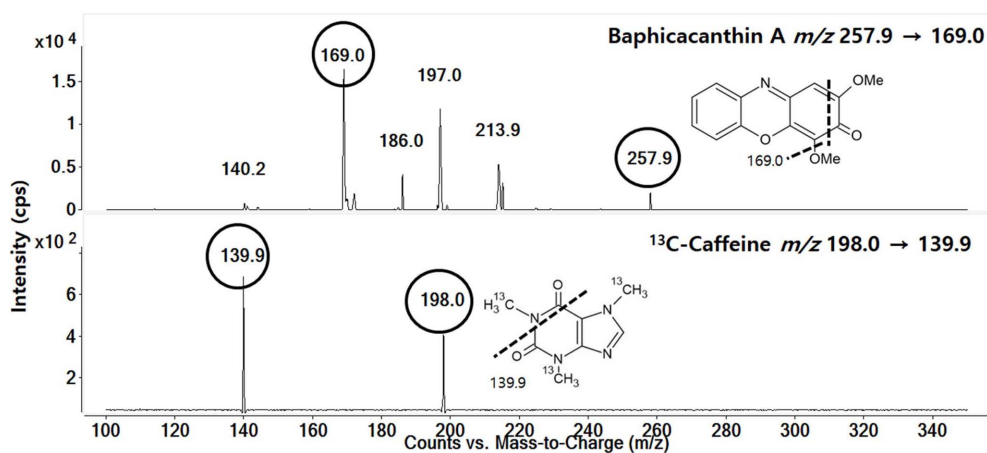 x10⁴
Baphicacanthin A m/z 257.9 → 169.0
169.0
1.5
197.0
N
OMe
1
213.9
186.0
O
O
OMe
257.9
0.5
140.2
169.0
0
Intensity (cps)
x10²
¹³C-Caffeine m/z 198.0 → 139.9
139.9
6
198.0
O
¹³CH₃
H₃¹³C
N
N
4
O
N
N
¹³CH₃
139.9
2
100 120 140 160 180 200 220 240 260 280 300 320 340
Counts vs. Mass-to-Charge (m/z)